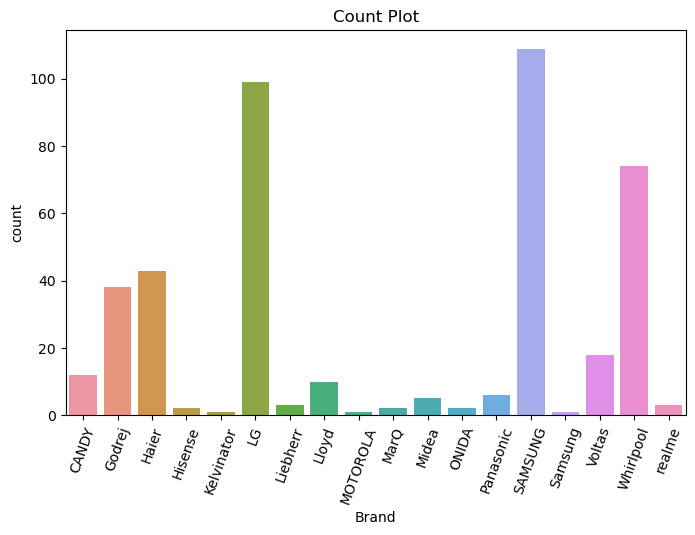 Count Plot
100
80
60
40
20
0
count
CANDY
Godrej
Haier
Hisense
Kelvinator
LG
Liebherr
Lloyd
MOTOROLA
MarQ
Midea
ONIDA
Panasonic
SAMSUNG
Samsung
Voltas
Whirlpool
realme
Brand